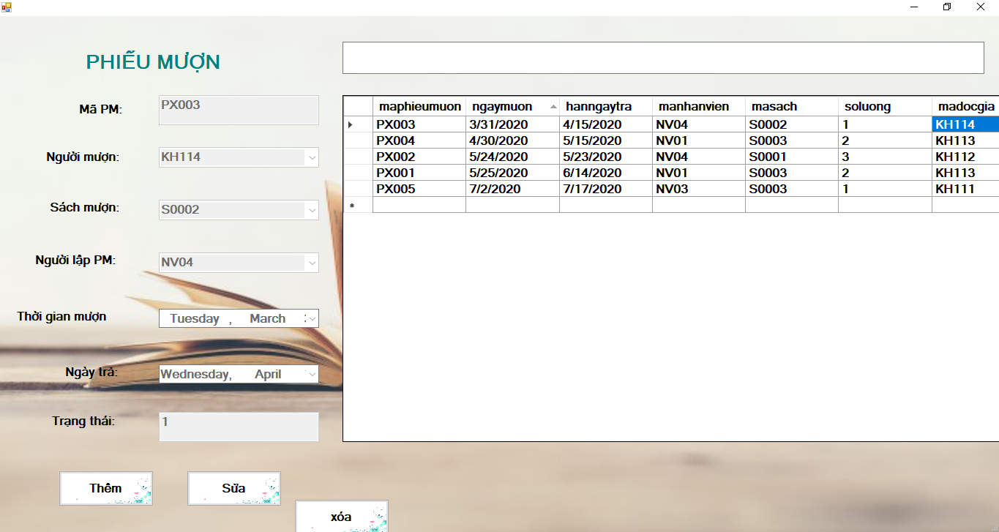 PHIẾU MƯỢN
Mã PM: PX003
Người mượn: KH114
Sách mượn: S0002
Người lập PM: NV04
Thời gian mượn Tuesday , March
Ngày trả: Wednesday, April
Trạng thái: 1
Thêm Sửa
xóa
maphieumuon ngaymuon hanngaytra manhanvien masach soluong madocgia
PX003 3/31/2020 4/15/2020 NV04 S0002 1 KH114
PX004 4/30/2020 5/15/2020 NV01 S0003 2 KH113
PX002 5/24/2020 5/23/2020 NV04 S0001 3 KH112
PX001 5/25/2020 6/14/2020 NV01 S0003 2 KH113
PX005 7/2/2020 7/17/2020 NV03 S0003 1 KH111